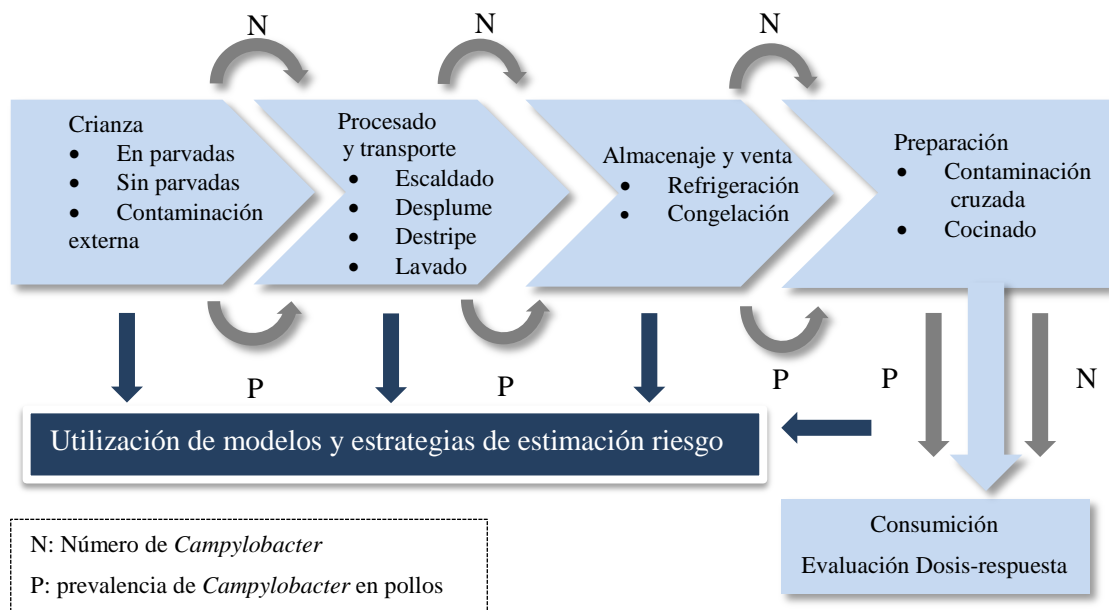 N
N
N
Crianza
• En parvadas
• Sin parvadas
• Contaminación
externa
Procesado
y transporte
• Escaldado
• Desplume
• Destripe
• Lavado
Almacenaje y venta
• Refrigeración
• Congelación
Preparación
• Contaminación
cruzada
• Cocinado
P
P
P
P
N
Utilización de modelos y estrategias de estimación riesgo
Consumición
Evaluación Dosis-respuesta
N: Número de Campylobacter
P: prevalencia de Campylobacter en pollos